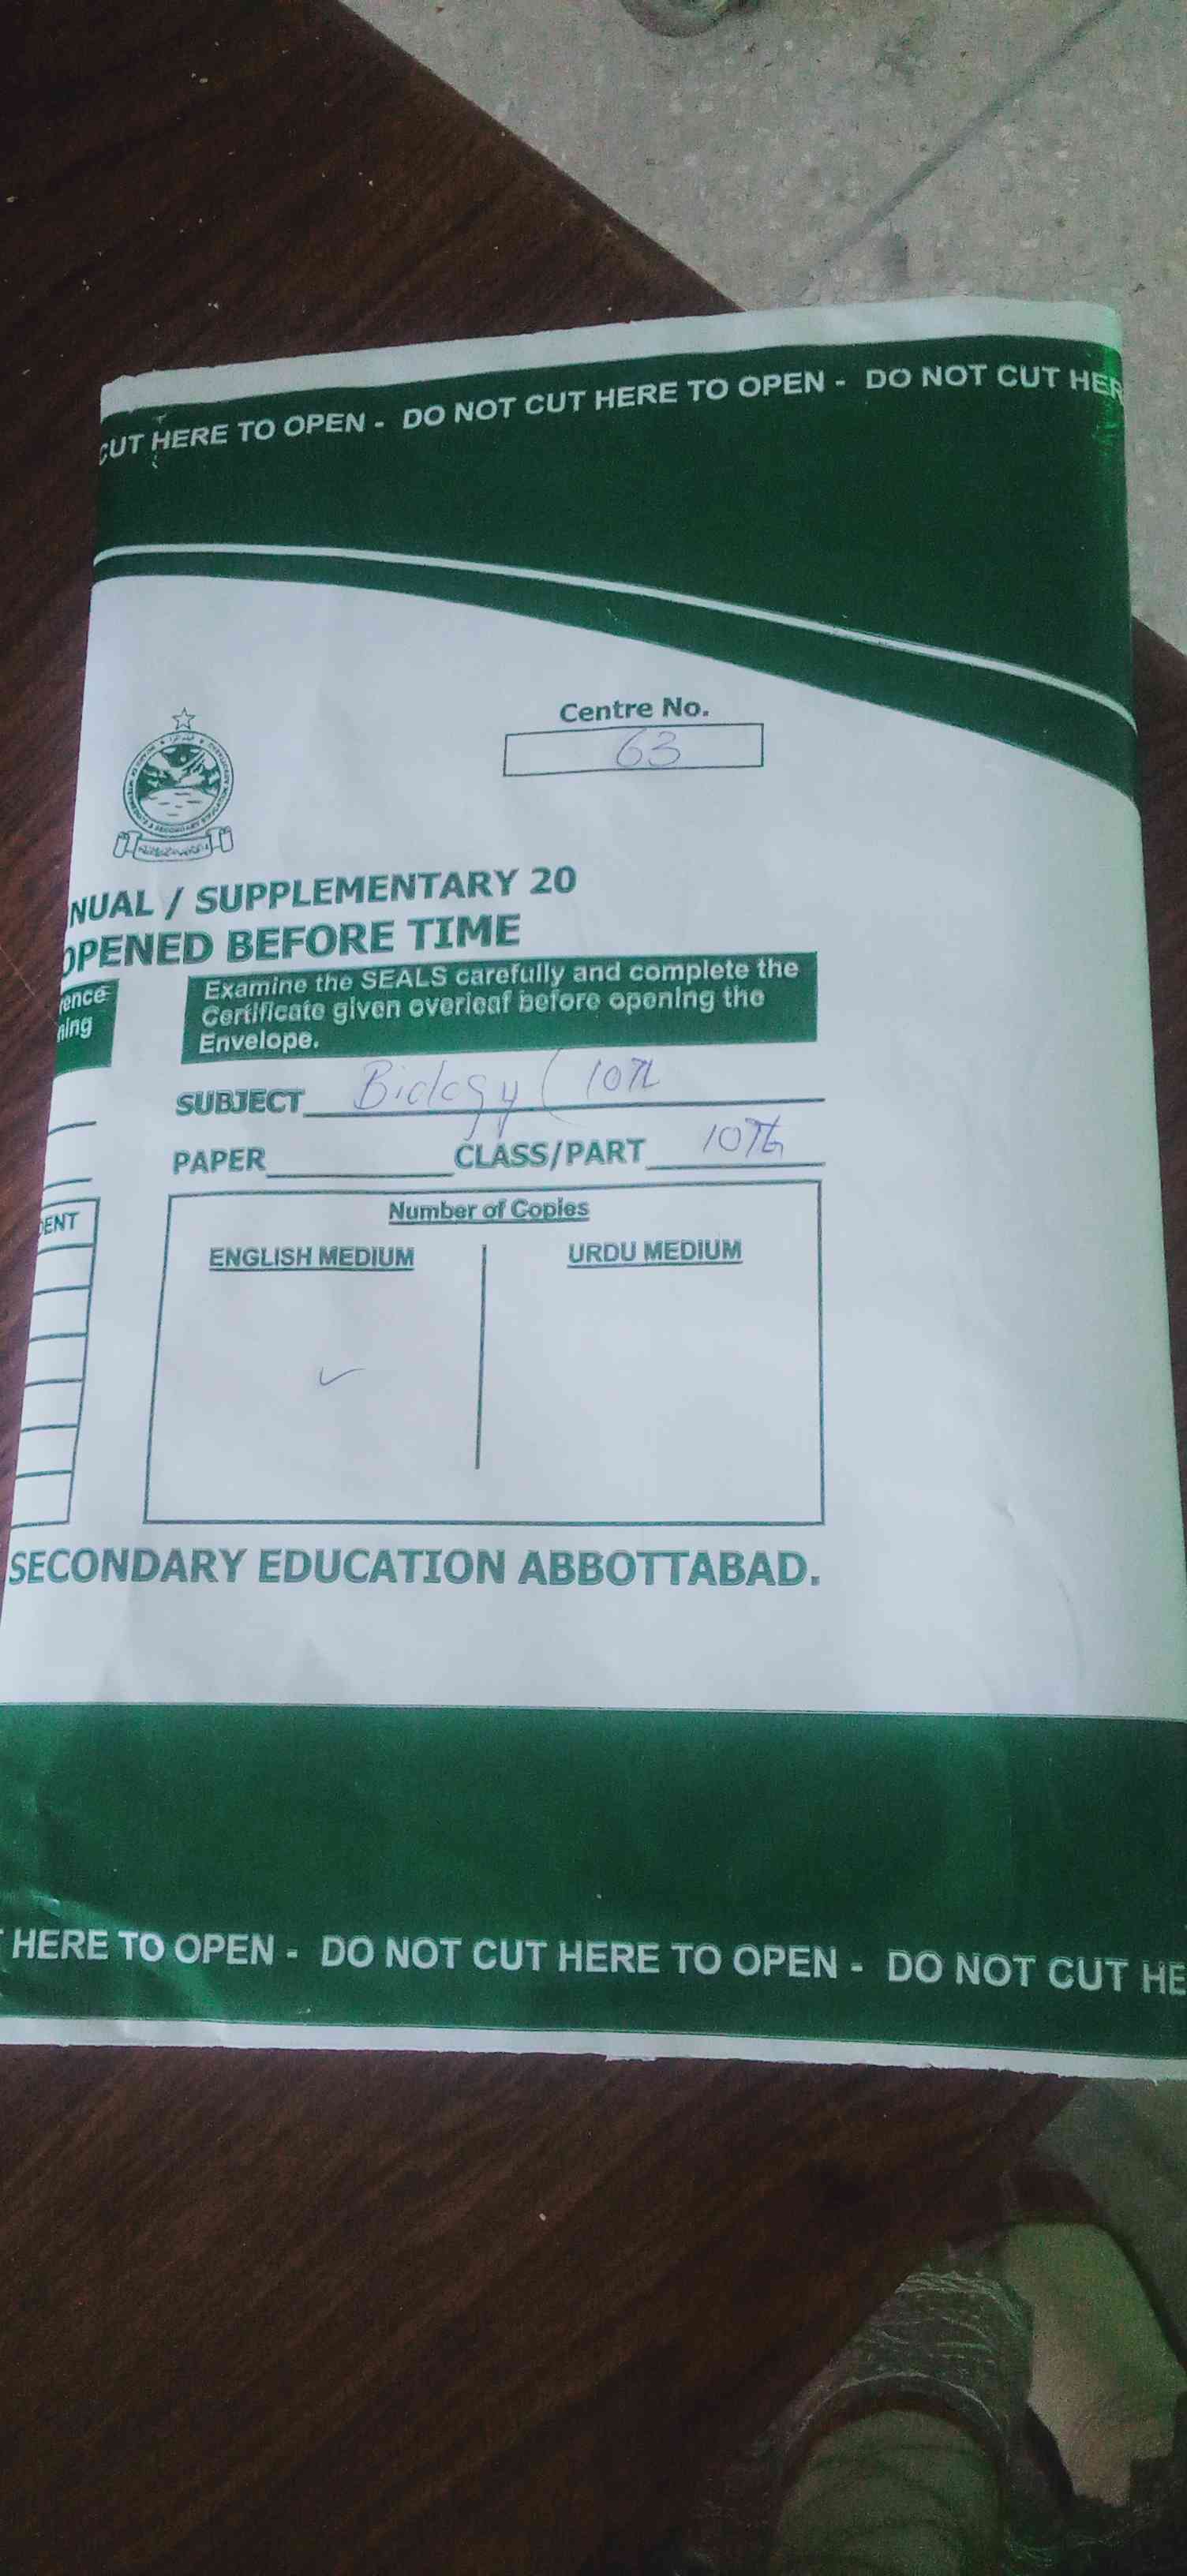 CUT HERE TO OPEN - DO NOT CUT HERE TO OPEN - DO NOT CUT HER
Centre No.
63
NUAL / SUPPLEMENTARY 20
OPENED BEFORE TIME
Examine the SEALS carefully and complete the
Certificate given overleaf before opening the
Envelope.
ence
ning
SUBJECT Biology (10th
PAPER CLASS/PART 10th
DENT
Number of Copies
ENGLISH MEDIUM URDU MEDIUM
SECONDARY EDUCATION ABBOTTABAD.
HERE TO OPEN - DO NOT CUT HERE TO OPEN - DO NOT CUT HE